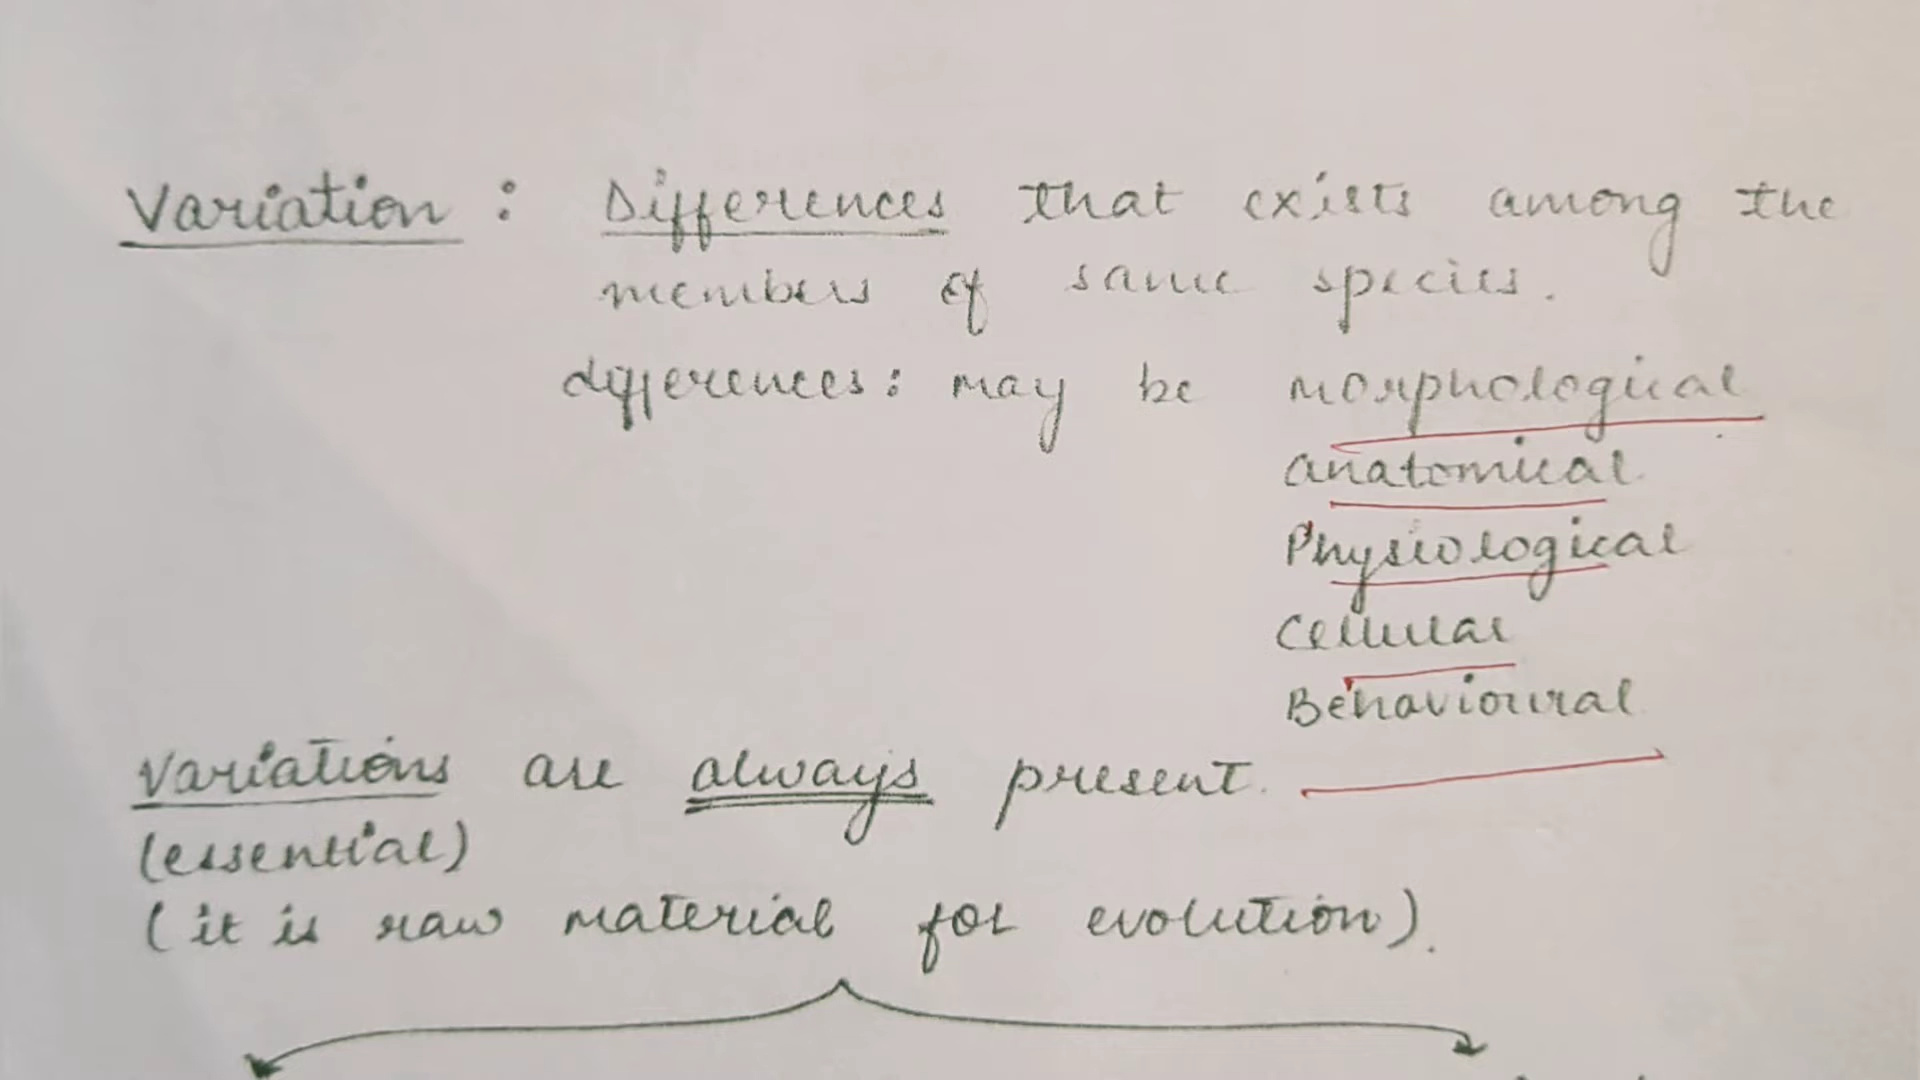 Variation : Differences that exists among the
members of same species.
differences: may be morphological
anatomical
Physiological
Cellular
Behavioural
Variations are always present.
(essential)
(it is raw material for evolution).